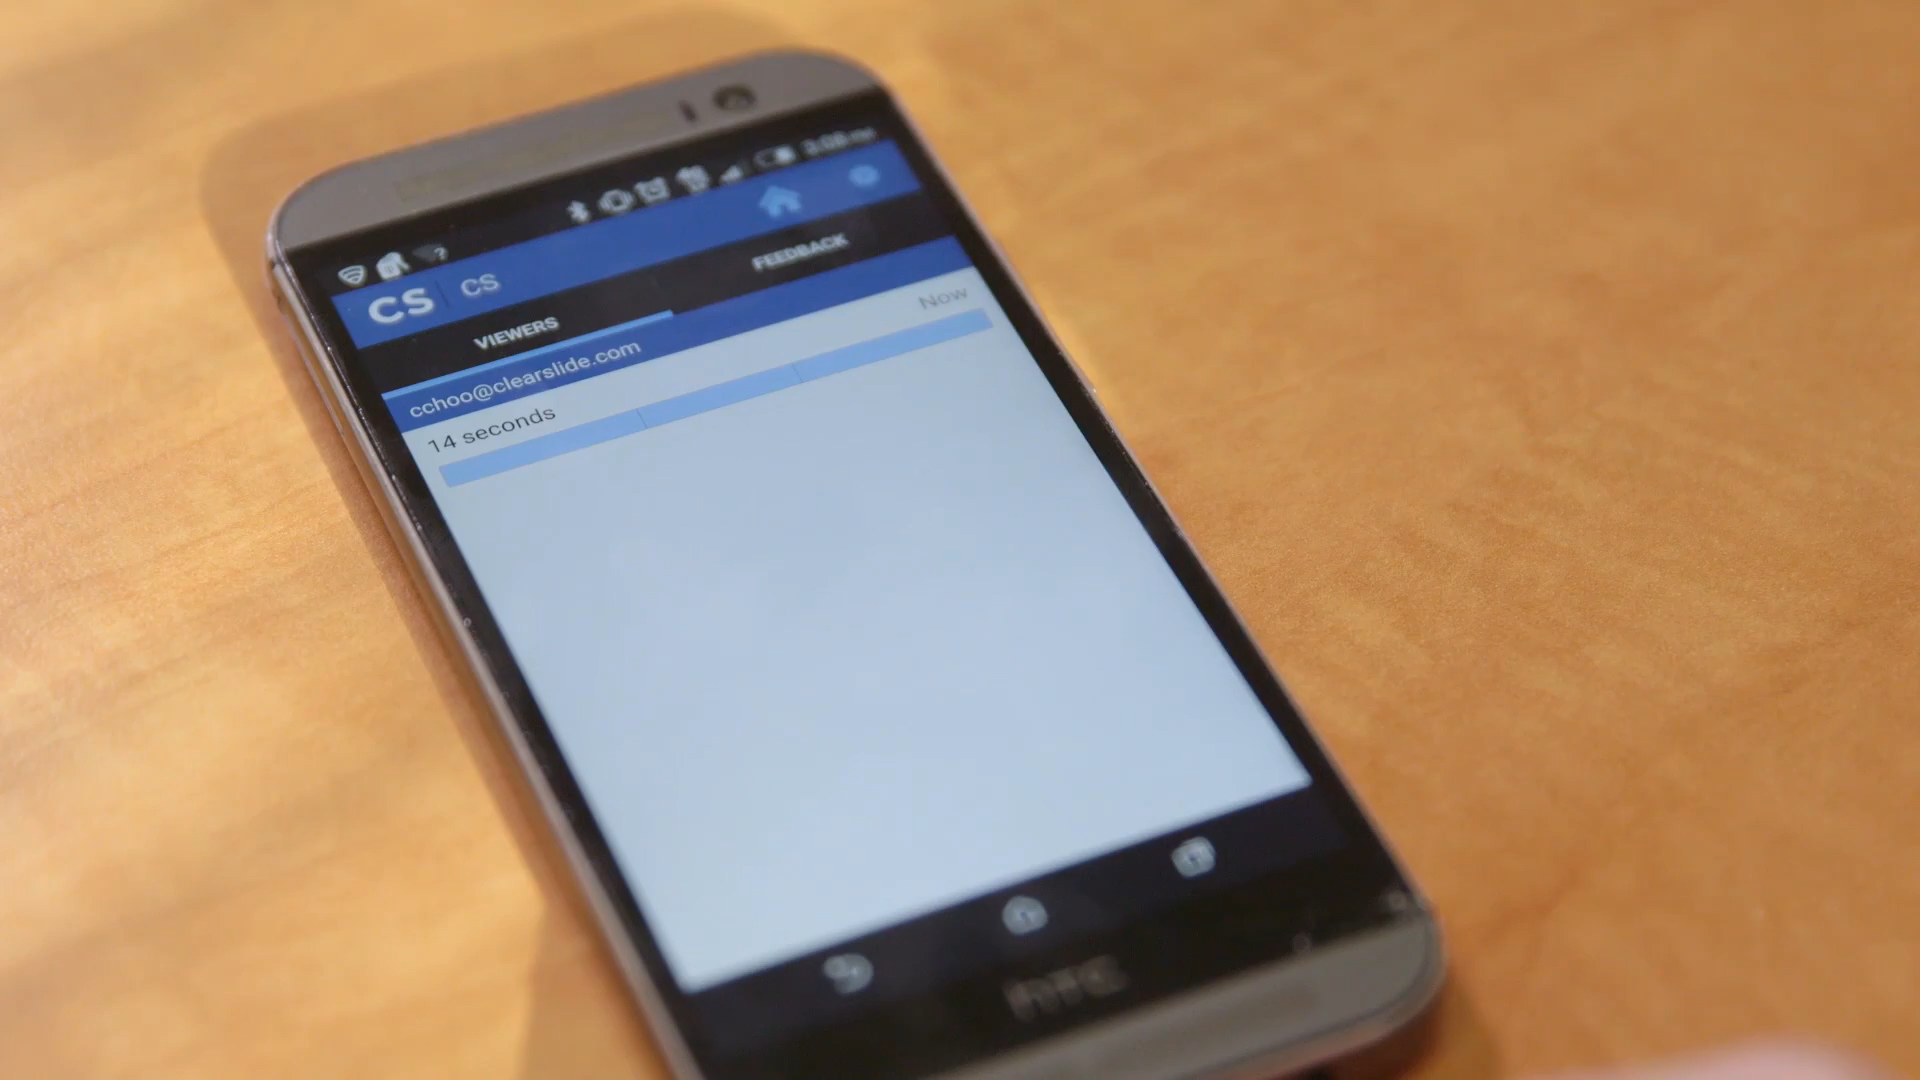 CS | CS
VIEWERS
FEEDBACK
cchoo@clearslide.com
14 seconds
Now
hTC